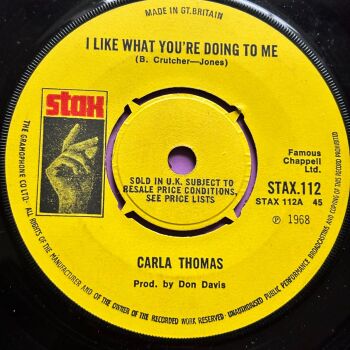 MADE IN GT.BRITAIN
I LIKE WHAT YOU'RE DOING TO ME
(B. Crutcher—Jones)
stax
Famous
Chappell
Ltd.
SOLD IN U.K. SUBJECT TO
RESALE PRICE CONDITIONS,
SEE PRICE LISTS
STAX.112
STAX 112A 45
℗ 1968
CARLA THOMAS
Prod. by Don Davis
THE GRAMOPHONE CO LTD. ALL RIGHTS OF THE MANUFACTURER AND OF THE OWNER OF THE RECORDED WORK RESERVED • UNAUTHORISED PUBLIC PERFORMANCE BROADCASTING AND COPYING OF THIS RECORD PROHIBITED